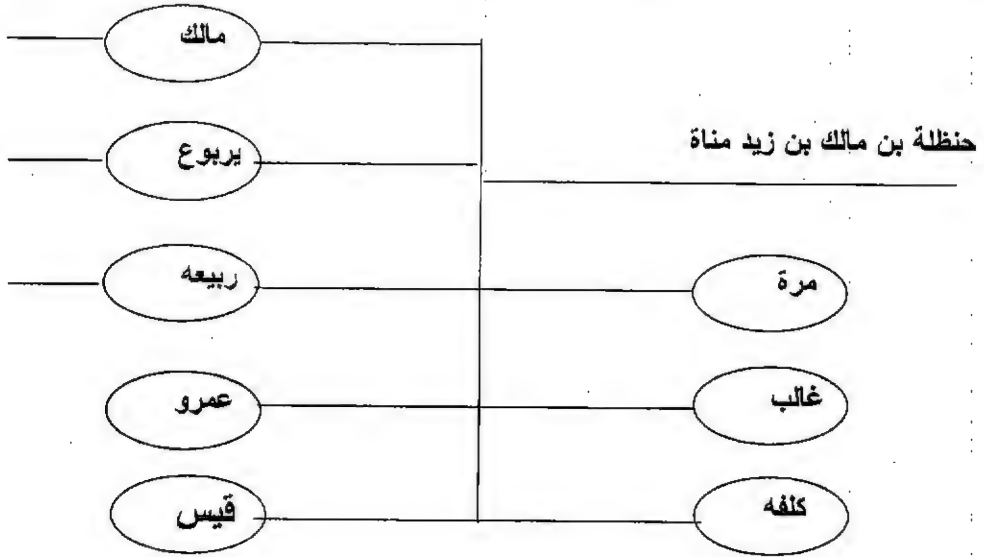 مالك
حنظلة بن مالك بن زيد مناة
يربوع
مرة
ربيعه
غالب
عمرو
كلفه
قيس